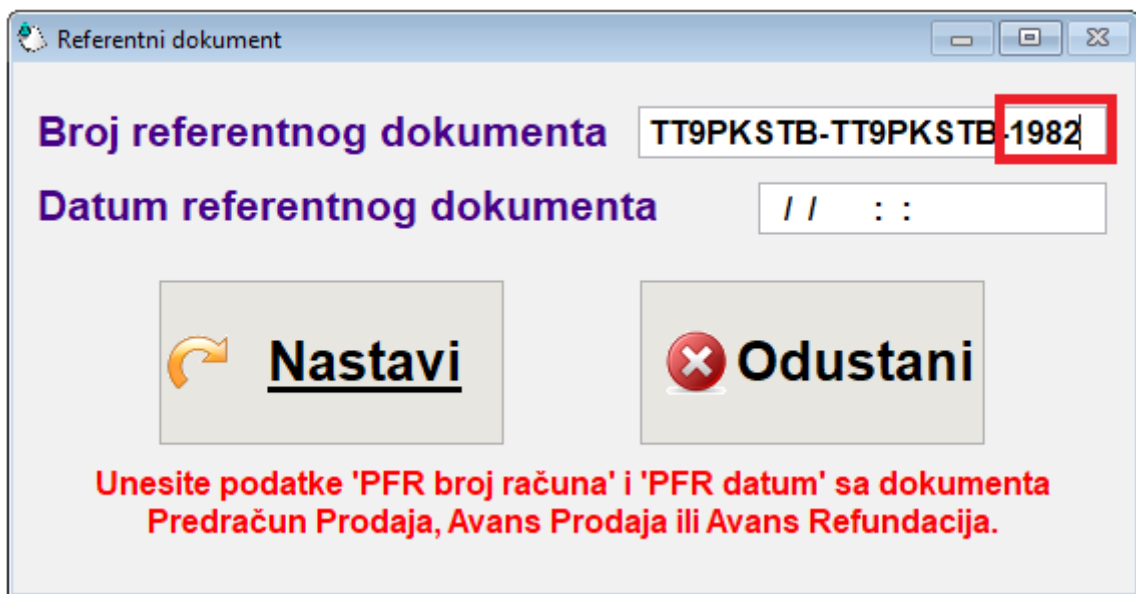 Referentni dokument
Broj referentnog dokumenta TT9PKSTB-TT9PKSTB-1982
Datum referentnog dokumenta / / : :
Nastavi Odustani
Unesite podatke 'PFR broj računa' i 'PFR datum' sa dokumenta
Predračun Prodaja, Avans Prodaja ili Avans Refundacija.